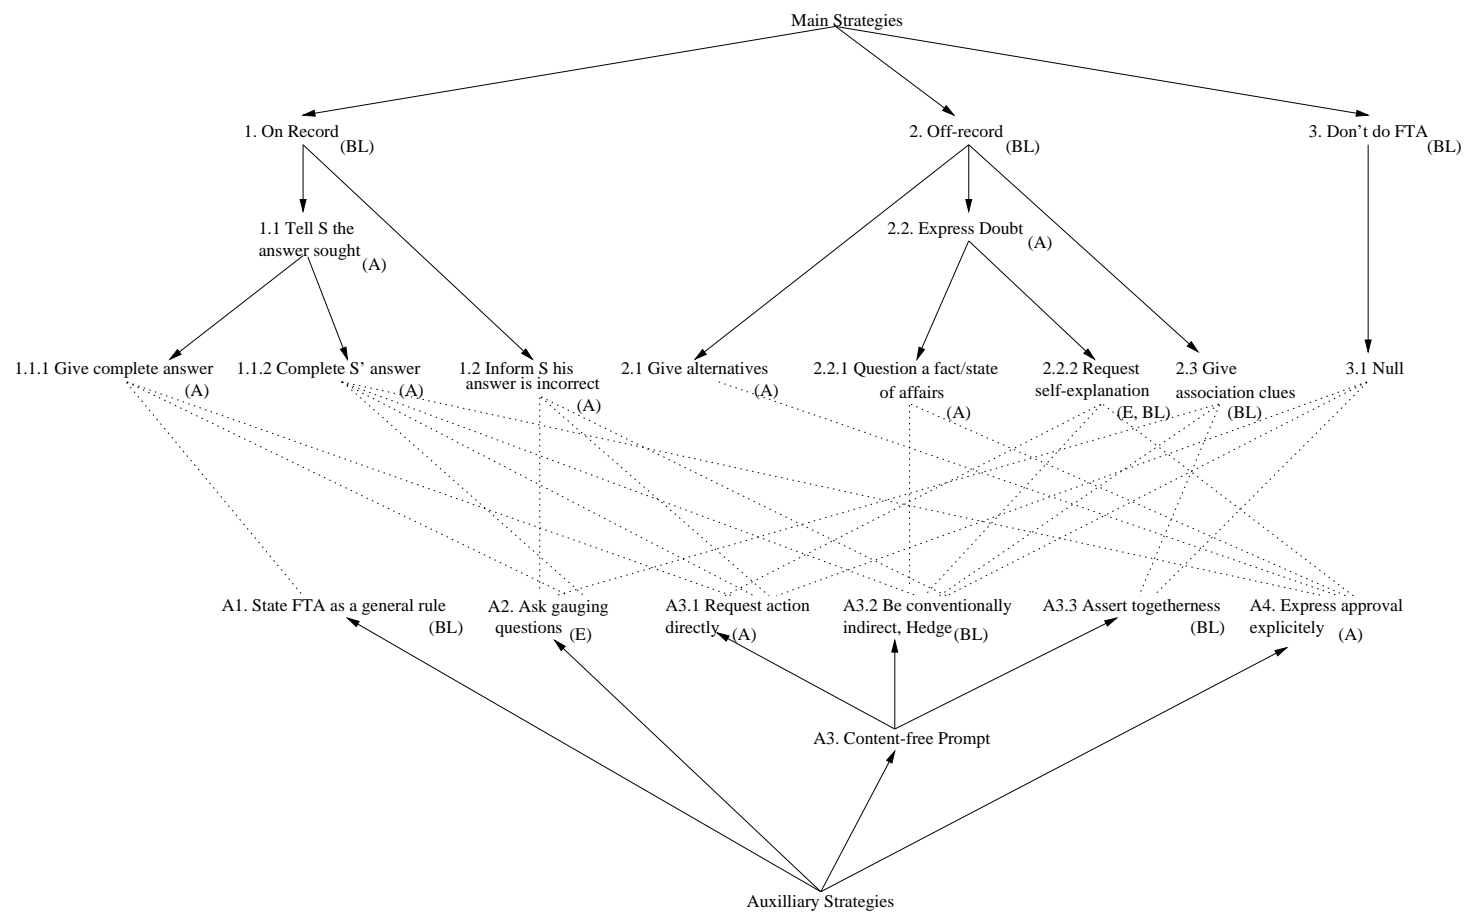 Main Strategies
1. On Record
(BL)
2. Off-record
(BL)
3. Don't do FTA
(BL)
1.1 Tell S the
answer sought
(A)
2.2. Express Doubt
(A)
1.1.1 Give complete answer
(A)
1.1.2 Complete S' answer
(A)
1.2 Inform S his
answer is incorrect
(A)
2.1 Give alternatives
(A)
2.2.1 Question a fact/state
of affairs
(A)
2.2.2 Request
self-explanation
(E, BL)
2.3 Give
association clues
(BL)
3.1 Null
A1. State FTA as a general rule
(BL)
A2. Ask gauging
questions
(E)
A3.1 Request action
directly
(A)
A3.2 Be conventionally
indirect, Hedge
(BL)
A3.3 Assert togetherness
(BL)
A4. Express approval
explicitely
(A)
A3. Content-free Prompt
Auxilliary Strategies